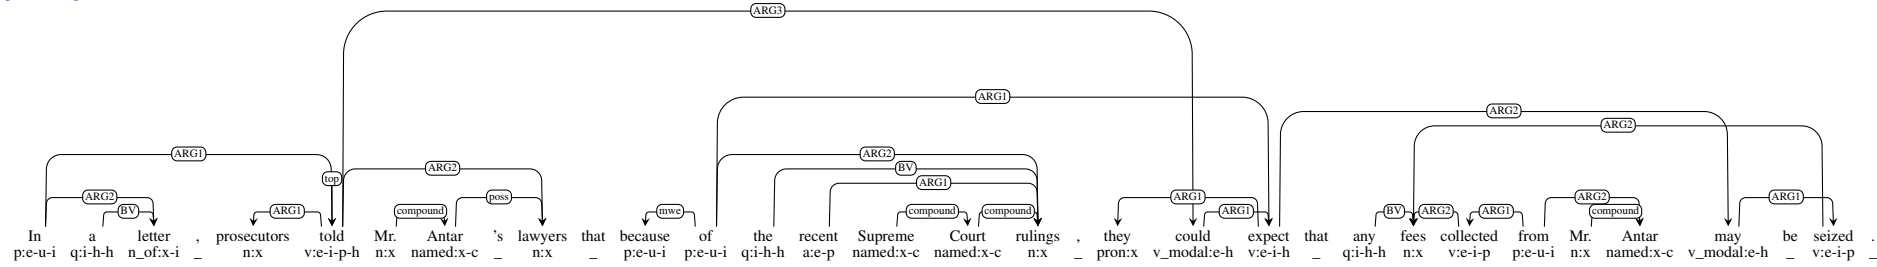 ARG3
ARG1
ARG2
ARG2
ARG1 ARG2
BV
top ARG2
ARG1
ARG2 poss ARG1 ARG2 ARG1
BV ARG1 compound mwe compound compound ARG1 BV ARG2 ARG1 compound
In a letter , prosecutors told Mr. Antar 's lawyers that because of the recent Supreme Court rulings , they could expect that any fees collected from Mr. Antar may be seized .
p:e-u-i q:i-h-h n_of:x-i _ n:x v:e-i-p-h n:x named:x-c _ n:x _ p:e-u-i p:e-u-i q:i-h-h a:e-p named:x-c named:x-c n:x _ pron:x v_modal:e-h v:e-i-h _ q:i-h-h n:x v:e-i-p p:e-u-i n:x named:x-c v_modal:e-h _ v:e-i-p _